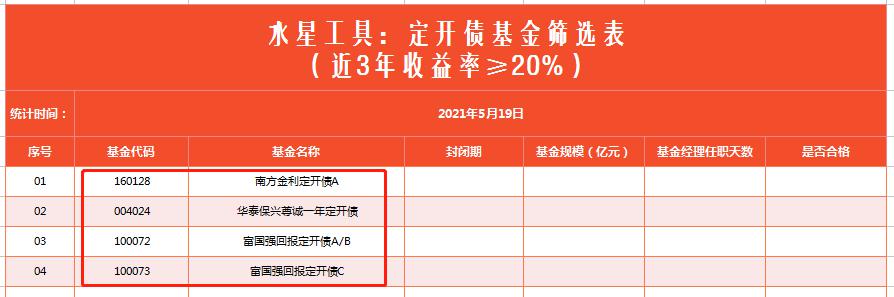 水星工具：定开债基金筛选表
（近3年收益率≥20%）
统计时间： 2021年5月19日
序号 基金代码 基金名称 封闭期 基金规模（亿元） 基金经理任职天数 是否合格
01 160128 南方金利定开债A
02 004024 华泰保兴尊诚一年定开债
03 100072 富国强回报定开债A/B
04 100073 富国强回报定开债C